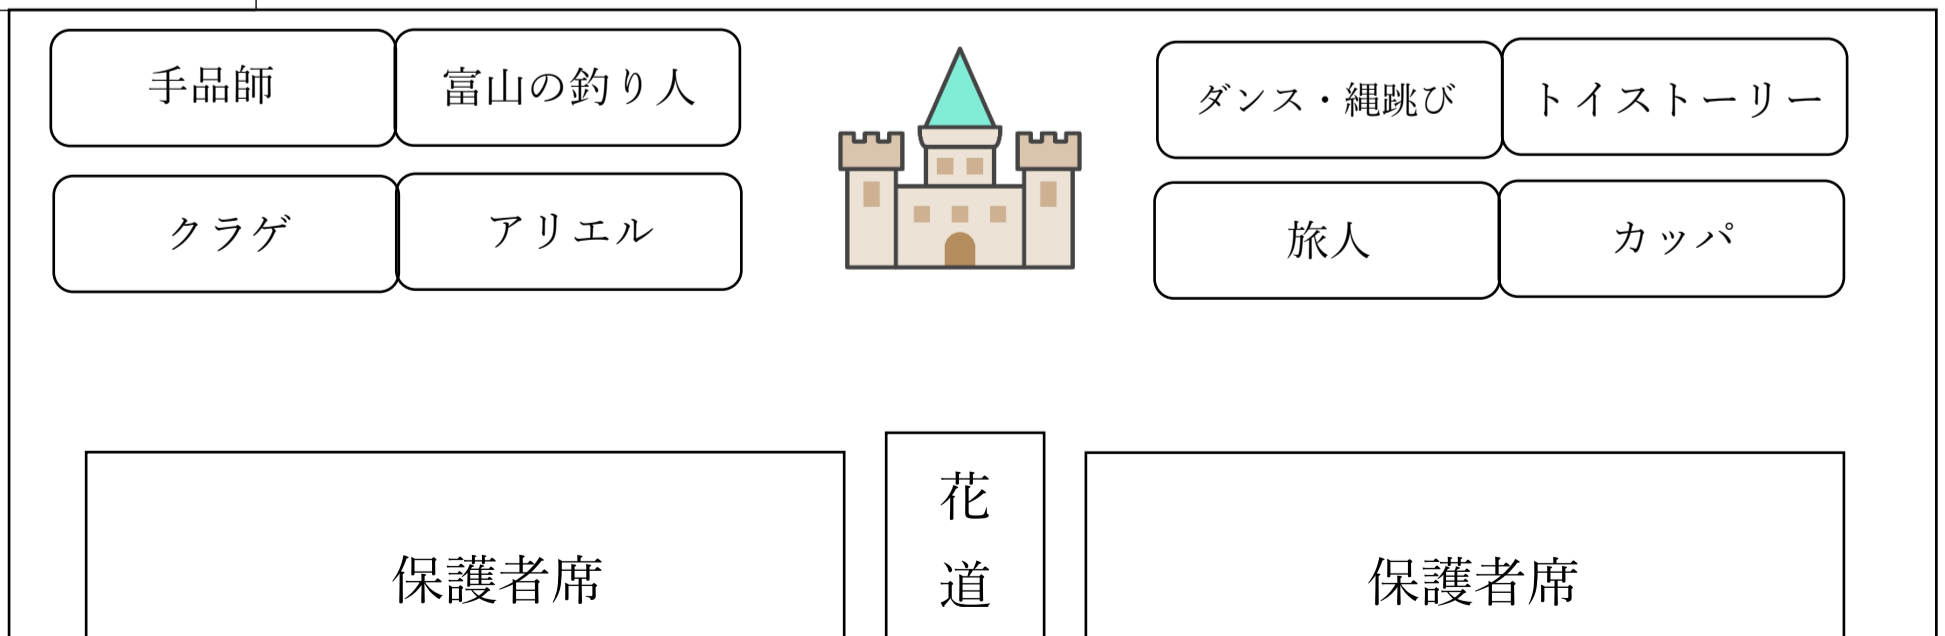 手品師
富山の釣り人
ダンス・縄跳び
トイストーリー
クラゲ
アリエル
旅人
カッパ
花道
保護者席
保護者席